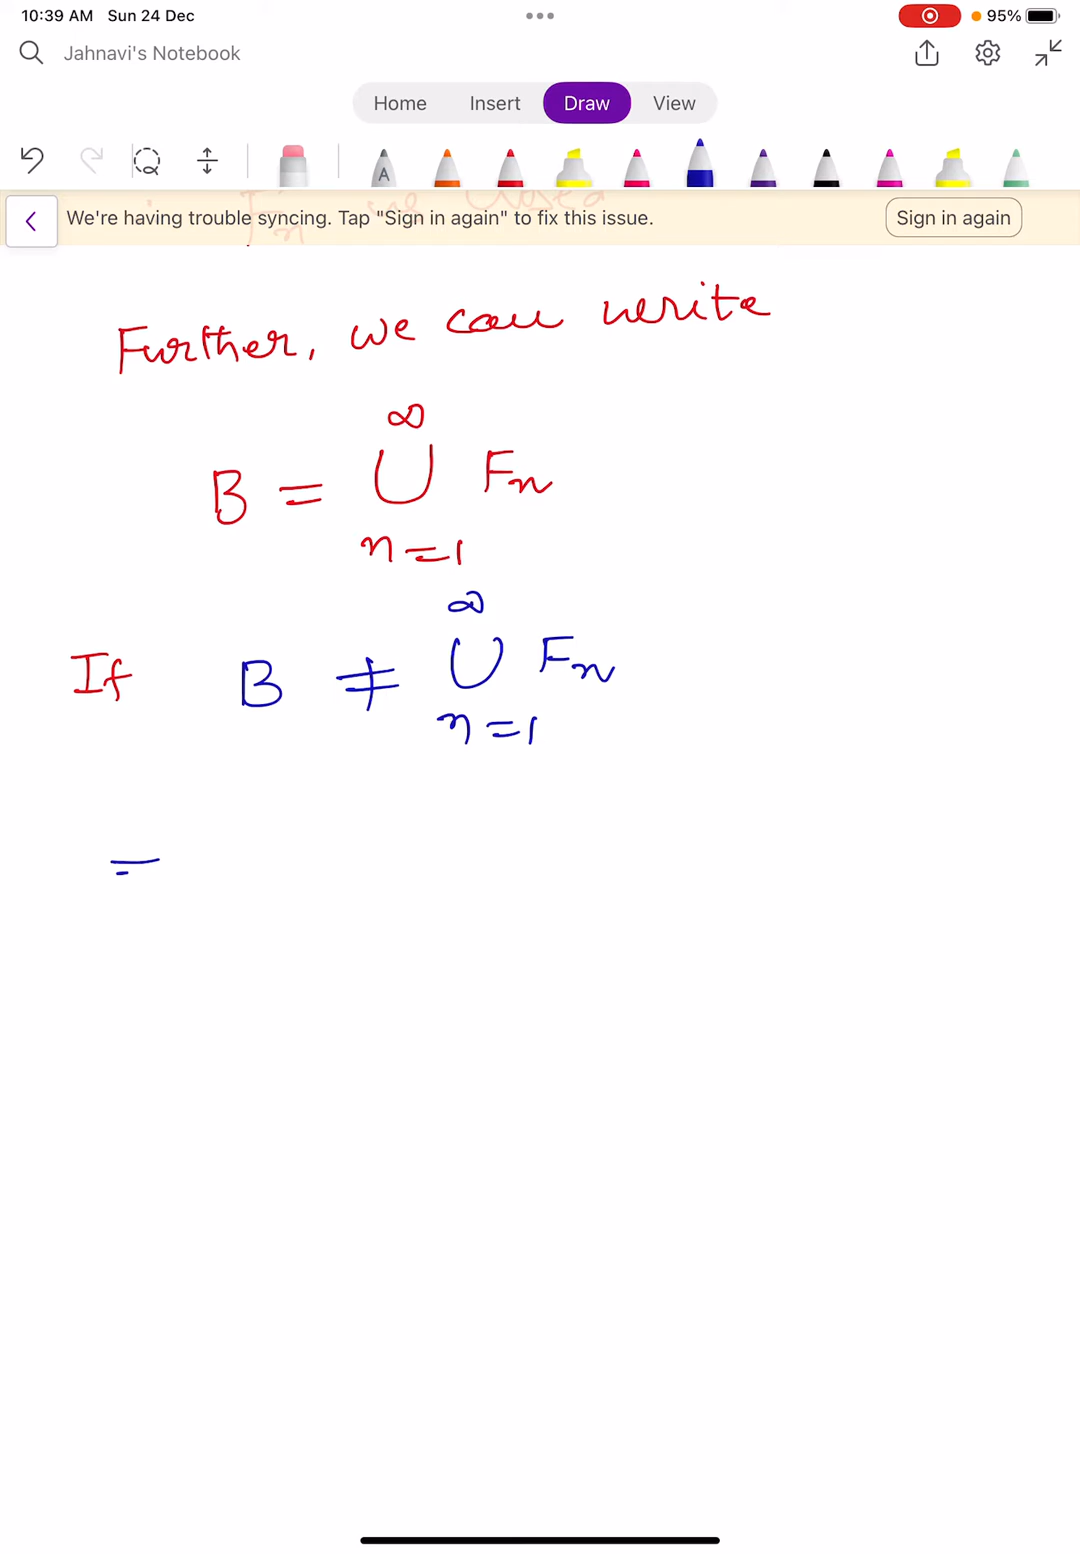 10:39 AM Sun 24 Dec
95%
Jahnavi's Notebook
Home Insert Draw View
A
We're having trouble syncing. Tap "Sign in again" to fix this issue.
Sign in again
Further, we can write
∞
B = ∪ Fn
n=1
∞
If B ≠ ∪ Fn
n=1
=